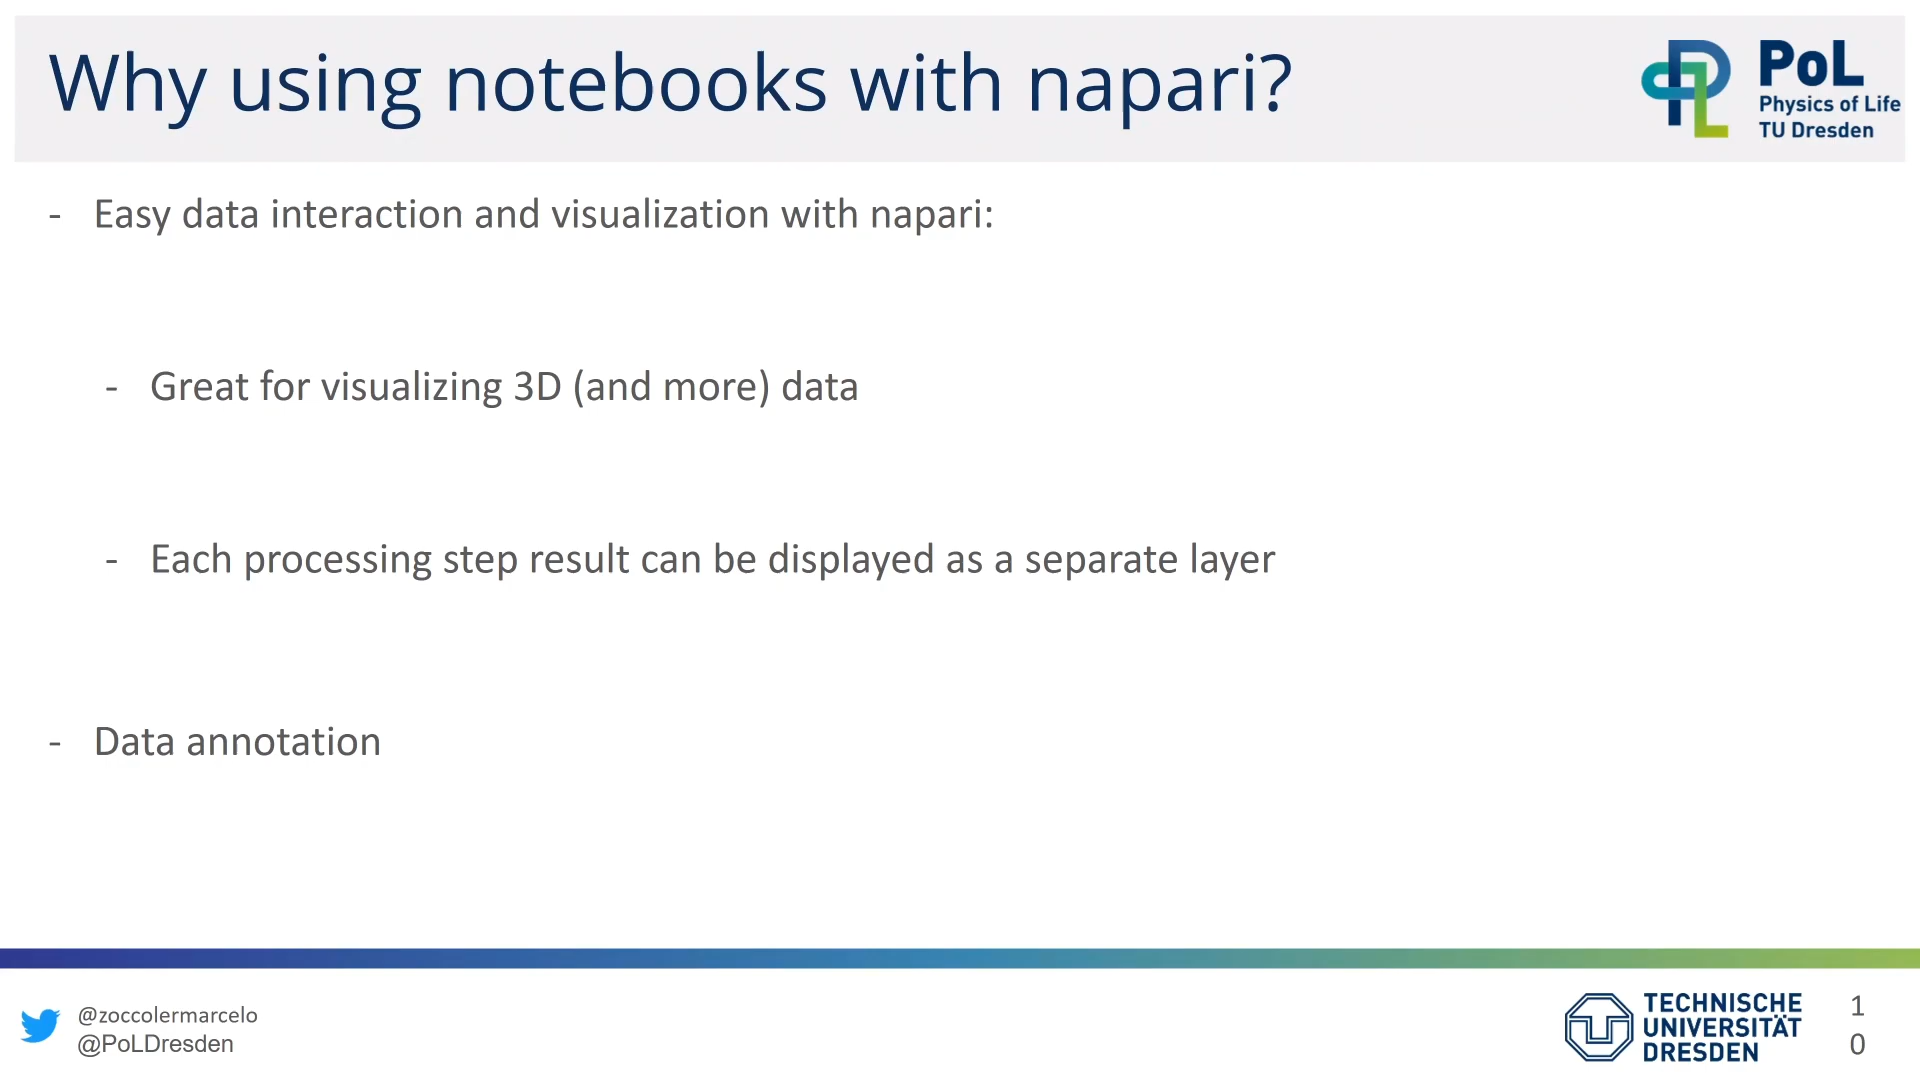 Why using notebooks with napari?
PoL
Physics of Life
TU Dresden
- Easy data interaction and visualization with napari:
- Great for visualizing 3D (and more) data
- Each processing step result can be displayed as a separate layer
- Data annotation
@zoccolermarcelo
@PoLDresden
TECHNISCHE
UNIVERSITÄT
DRESDEN
1
0